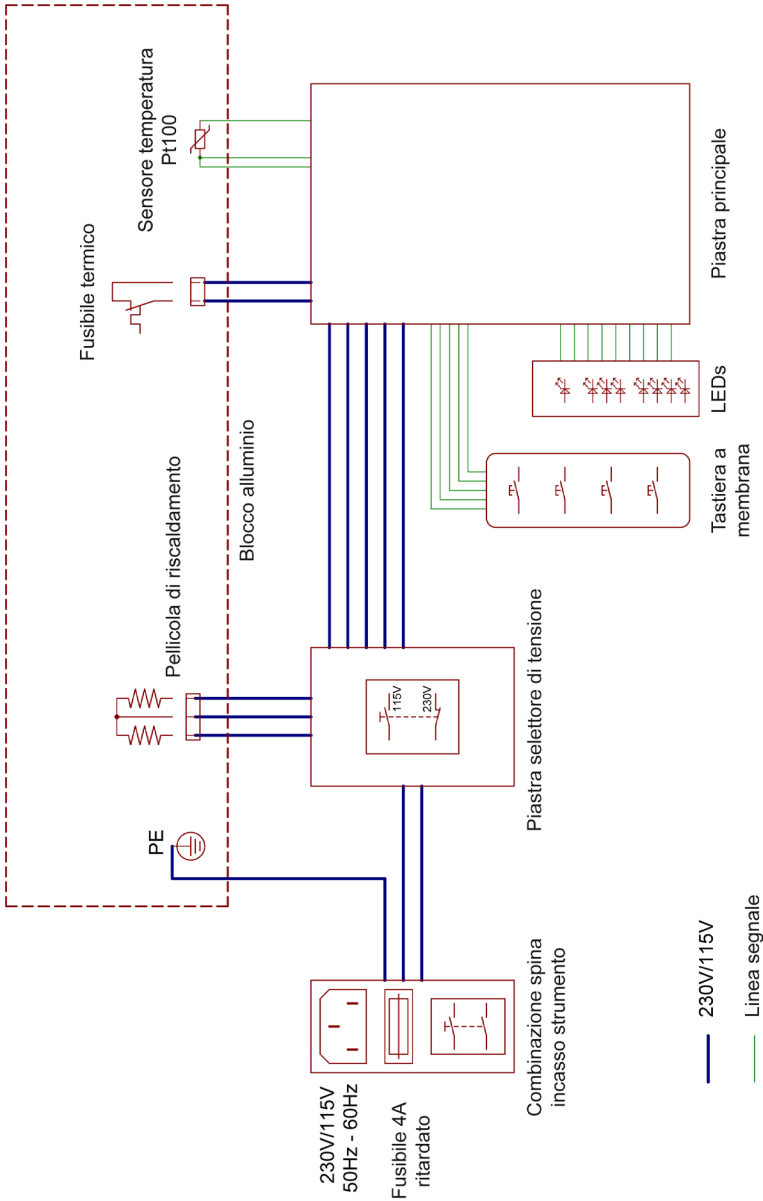 Sensore temperatura
Pt100
Fusibile termico
Pellicola di riscaldamento
Blocco alluminio
PE
115V
230V
Piastra principale
LEDs
Tastiera a
membrana
Piastra selettore di tensione
Combinazione spina
incasso strumento
230V/115V
50Hz - 60Hz
Fusibile 4A
ritardato
230V/115V
Linea segnale